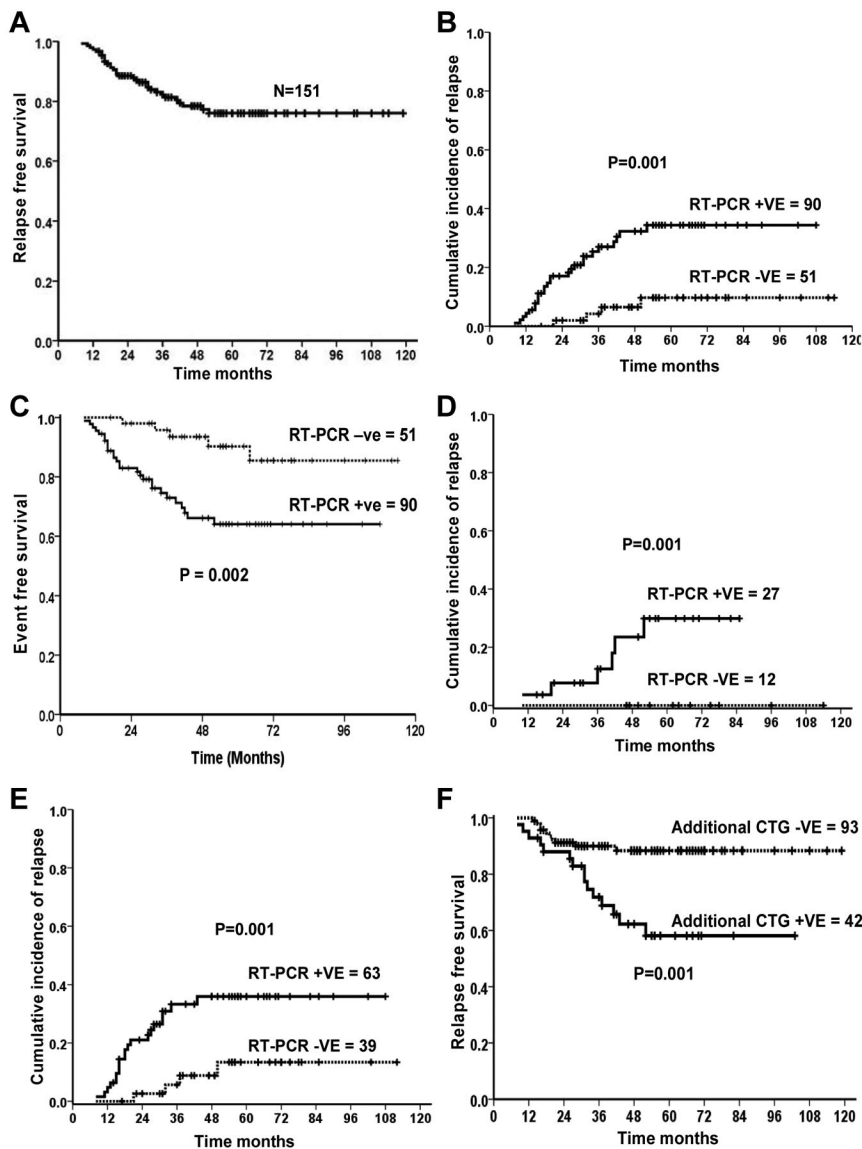 A
Relapse free survival
1.0
0.8
0.6
0.4
0.2
0.0
N=151
0 12 24 36 48 60 72 84 96 108 120
Time months
B
Cumulative incidence of relapse
1.0
0.8
0.6
0.4
0.2
0.0
P=0.001
RT-PCR +VE = 90
RT-PCR -VE = 51
0 12 24 36 48 60 72 84 96 108 120
Time months
C
Event free survival
1.0
0.8
0.6
0.4
0.2
0.0
RT-PCR –ve = 51
RT-PCR +ve = 90
P = 0.002
0 24 48 72 96 120
Time (Months)
D
Cumulative incidence of relapse
1.0
0.8
0.6
0.4
0.2
0.0
P=0.001
RT-PCR +VE = 27
RT-PCR -VE = 12
0 12 24 36 48 60 72 84 96 108 120
Time months
E
Cumulative incidence of relapse
1.0
0.8
0.6
0.4
0.2
0.0
P=0.001
RT-PCR +VE = 63
RT-PCR -VE = 39
0 12 24 36 48 60 72 84 96 108 120
Time months
F
Relapse free survival
1.0
0.8
0.6
0.4
0.2
0.0
Additional CTG -VE = 93
Additional CTG +VE = 42
P=0.001
0 12 24 36 48 60 72 84 96 108 120
Time months